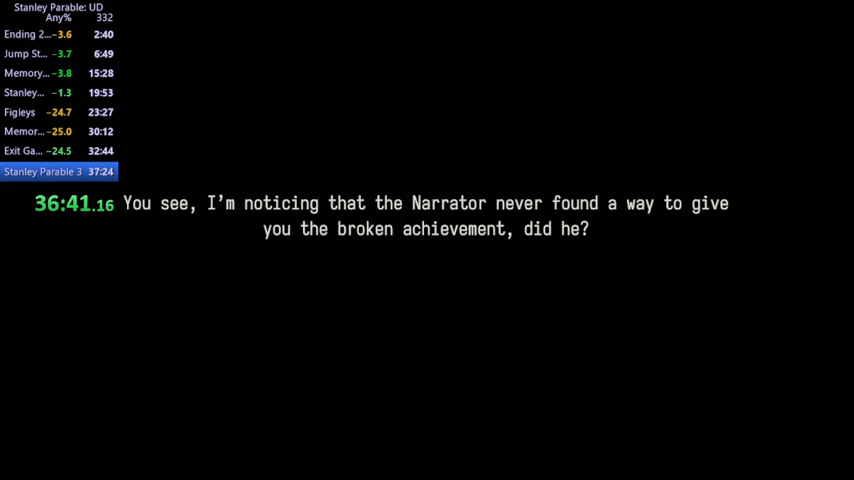 Stanley Parable: UD
Any% 332
Ending 2... −3.6 2:40
Jump St... −3.7 6:49
Memory... −3.8 15:28
Stanley... −1.3 19:53
Figleys −24.7 23:27
Memor... −25.0 30:12
Exit Ga... −24.5 32:44
Stanley Parable 3 37:24
36:41.16
You see, I'm noticing that the Narrator never found a way to give
you the broken achievement, did he?